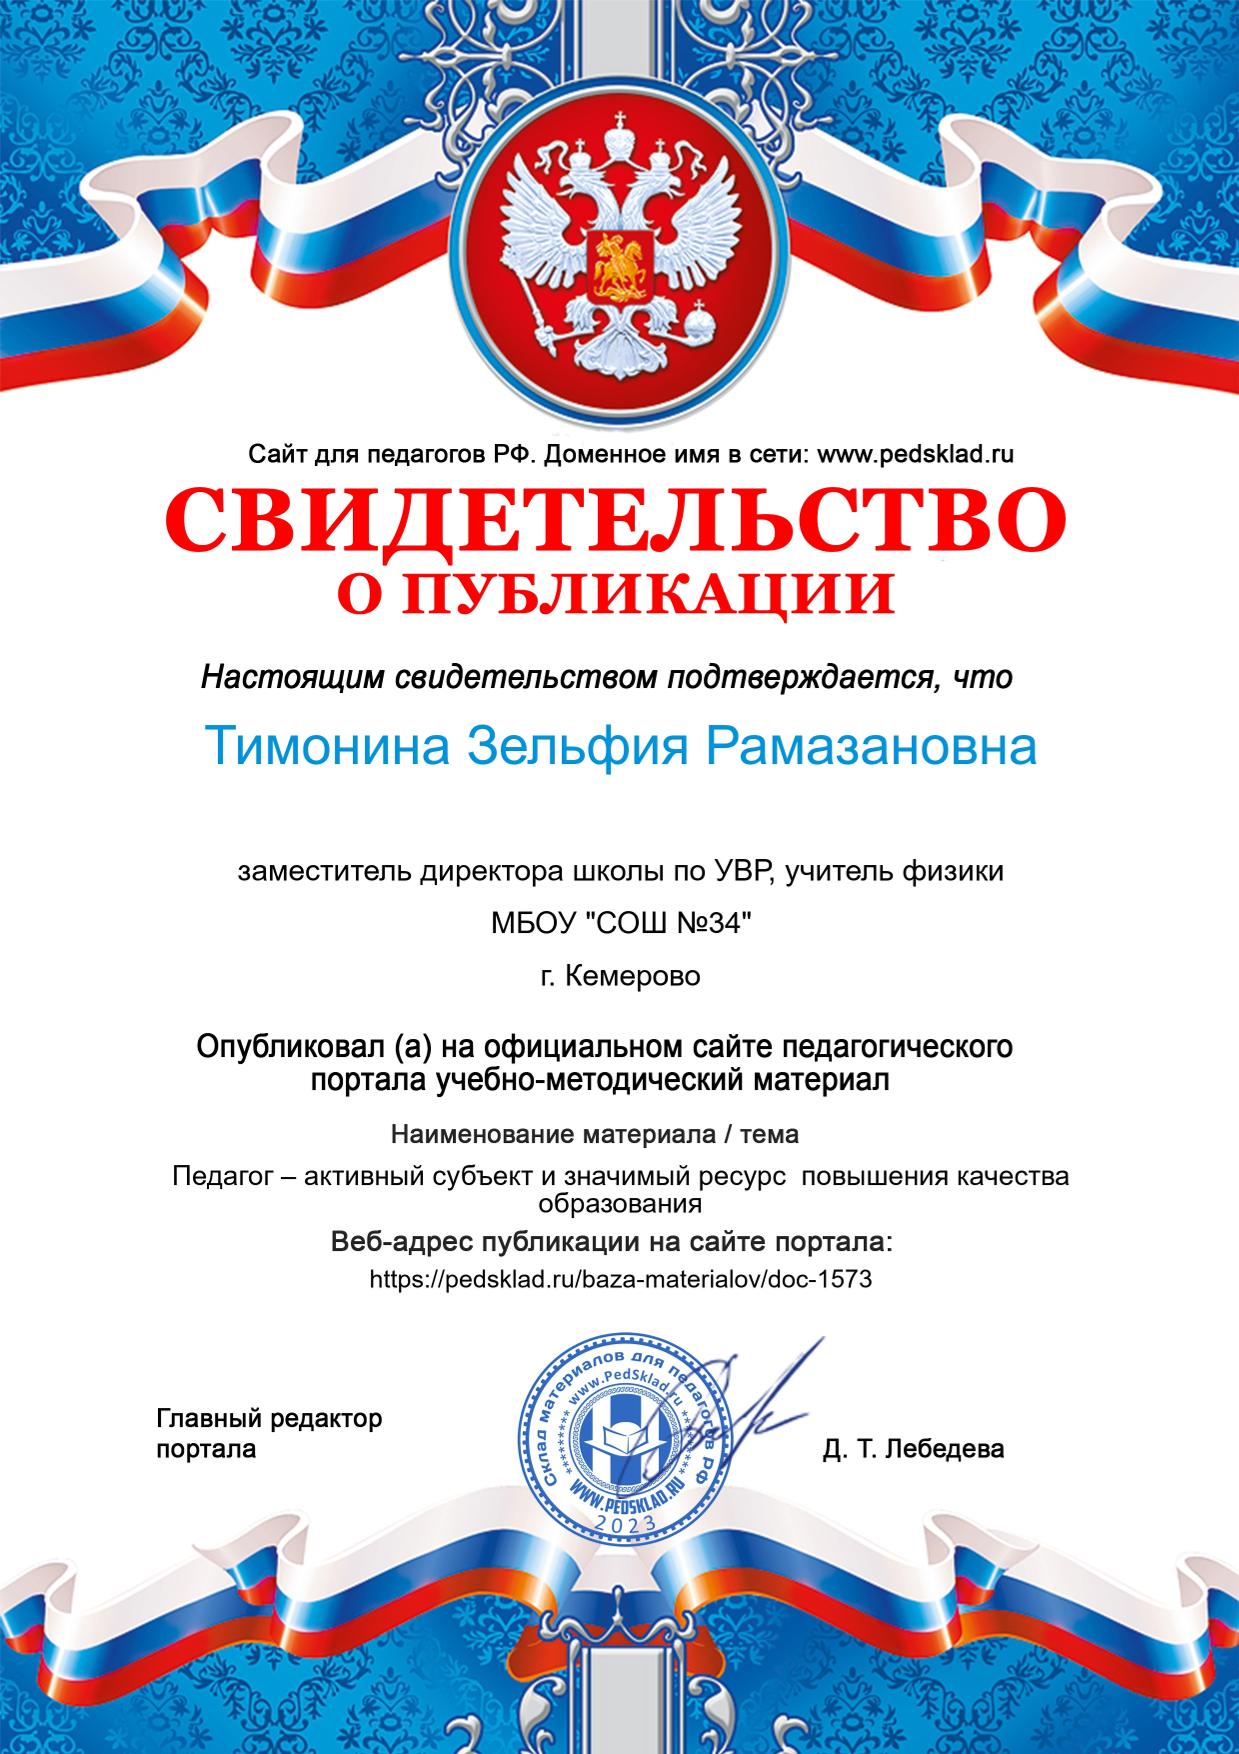 Сайт для педагогов РФ. Доменное имя в сети: www.pedsklad.ru
СВИДЕТЕЛЬСТВО
О ПУБЛИКАЦИИ
Настоящим свидетельством подтверждается, что
Тимонина Зельфия Рамазановна
заместитель директора школы по УВР, учитель физики
МБОУ "СОШ №34"
г. Кемерово
Опубликовал (а) на официальном сайте педагогического
портала учебно-методический материал
Наименование материала / тема
Педагог – активный субъект и значимый ресурс  повышения качества
образования
Веб-адрес публикации на сайте портала:
https://pedsklad.ru/baza-materialov/doc-1573
Главный редактор
портала
Склад материалов для педагогов РФ
www.PedSklad.ru
WWW.PEDSKLAD.RU
2023
Д. Т. Лебедева